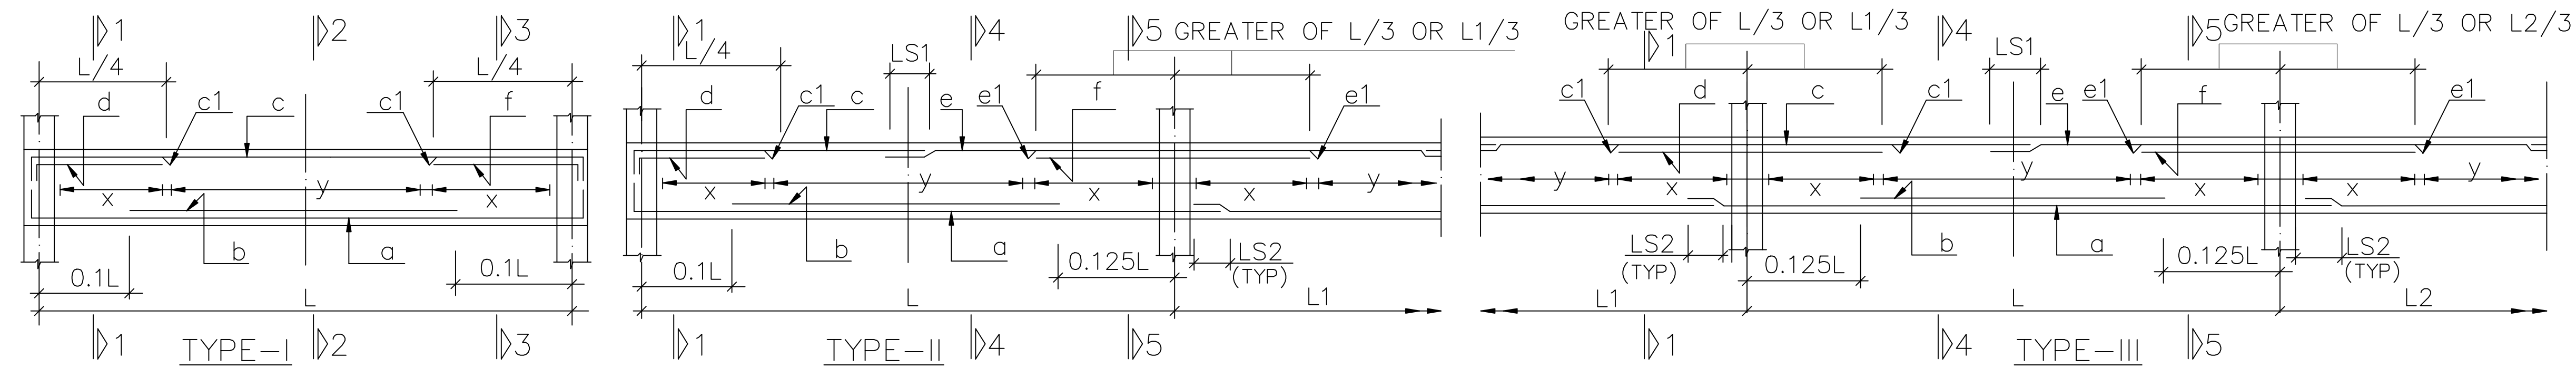 1 2 3
L/4 L/4
d c1 c c1 f
x y x
b a
0.1L 0.1L
L
1 2 3
TYPE-I
1 4 5 GREATER OF L/3 OR L1/3
L/4 LS1
d c1 c e e1 f e1
x y x x y
b a
0.1L 0.125L LS2
(TYP)
L L1
1 4 5
TYPE-II
GREATER OF L/3 OR L1/3 4 5 GREATER OF L/3 OR L2/3
1 LS1
c1 d c c1 e e1 f e1
y x x y x x y
b a
LS2 0.125L 0.125L LS2
(TYP) (TYP)
L1 L L2
1 4 5
TYPE-III